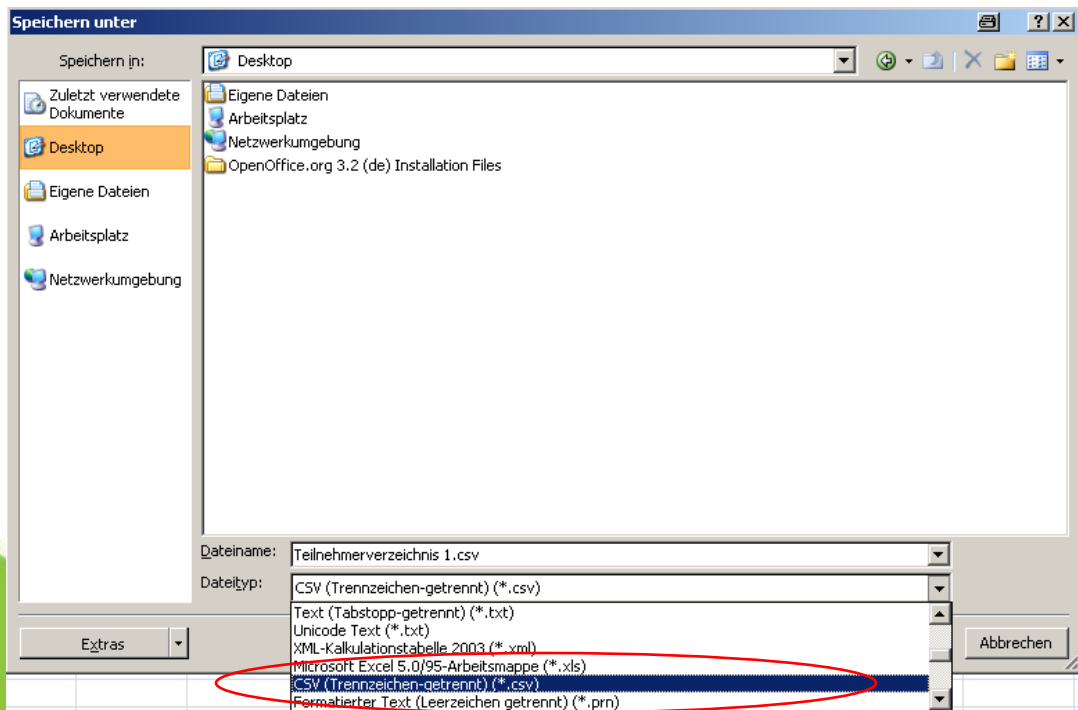 Speichern unter
Speichern in:
Desktop
Zuletzt verwendete
Dokumente
Desktop
Eigene Dateien
Arbeitsplatz
Netzwerkumgebung
Eigene Dateien
Arbeitsplatz
Netzwerkumgebung
OpenOffice.org 3.2 (de) Installation Files
Dateiname:
Teilnehmerverzeichnis 1.csv
Dateityp:
CSV (Trennzeichen-getrennt) (*.csv)
Text (Tabstopp-getrennt) (*.txt)
Unicode Text (*.txt)
XML-Kalkulationstabelle 2003 (*.xml)
Microsoft Excel 5.0/95-Arbeitsmappe (*.xls)
CSV (Trennzeichen-getrennt) (*.csv)
Formatierter Text (Leerzeichen getrennt) (*.prn)
Extras
Abbrechen